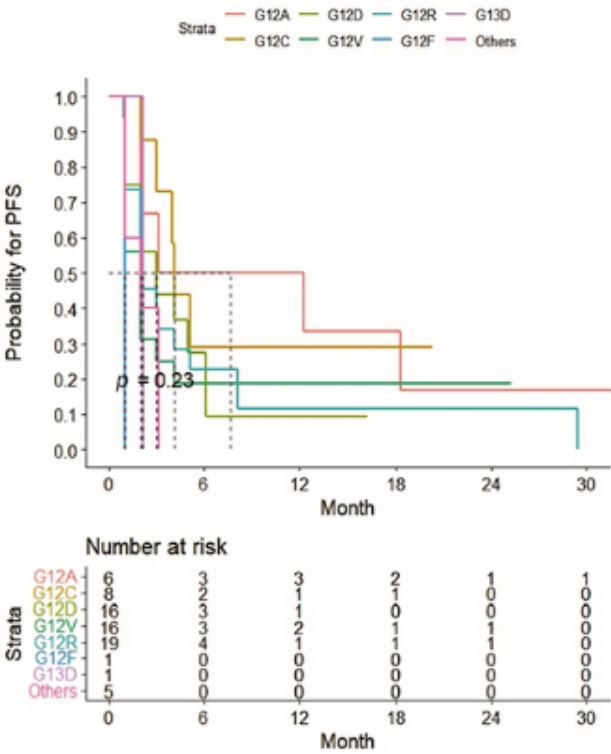 Strata G12A G12D G12R G13D
G12C G12V G12F Others
Probability for PFS
1.0
0.9
0.8
0.7
0.6
0.5
0.4
0.3
0.2
0.1
0.0
p = 0.23
0 6 12 18 24 30
Month
Number at risk
Strata
G12A 6 3 3 2 1 1
G12C 8 2 1 1 0 0
G12D 16 3 1 0 0 0
G12V 16 3 2 1 1 0
G12R 19 4 1 1 1 0
G12F 1 0 0 0 0 0
G13D 1 0 0 0 0 0
Others 5 0 0 0 0 0
0 6 12 18 24 30
Month